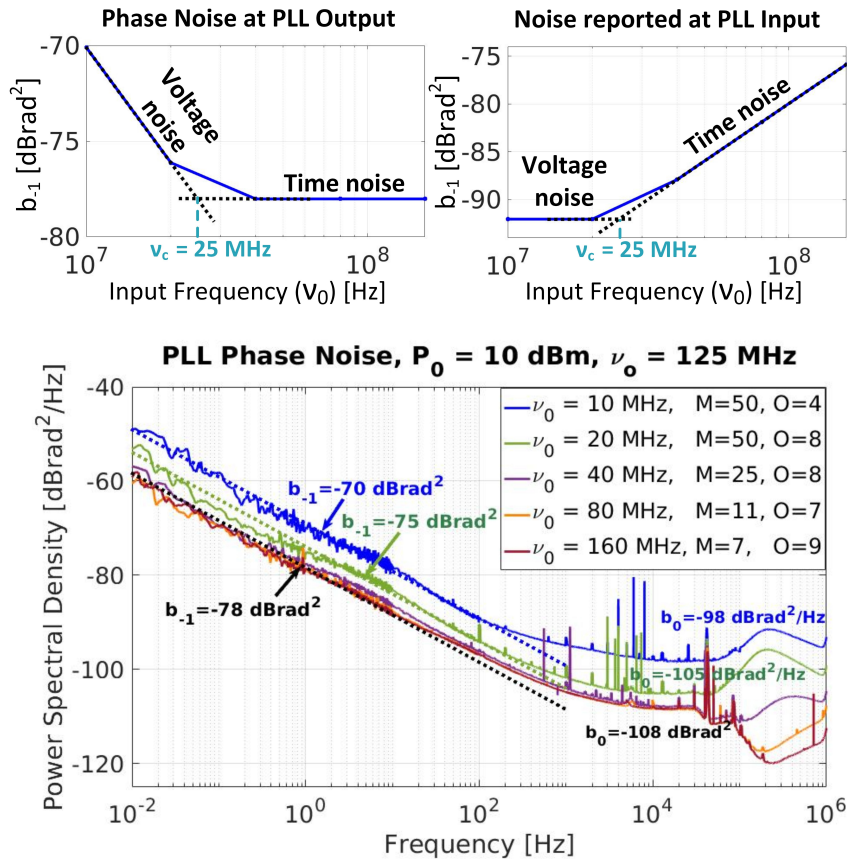 Phase Noise at PLL Output
b-1 [dBrad2]
-70
-75
-80
Voltage
noise
Time noise
νc = 25 MHz
10^7
10^8
Input Frequency (ν0) [Hz]
Noise reported at PLL Input
b-1 [dBrad2]
-75
-80
-85
-90
Voltage
noise
Time noise
νc = 25 MHz
10^7
10^8
Input Frequency (ν0) [Hz]
PLL Phase Noise, P0 = 10 dBm, νo = 125 MHz
Power Spectral Density [dBrad2/Hz]
-40
-60
-80
-100
-120
ν0 = 10 MHz, M=50, O=4
ν0 = 20 MHz, M=50, O=8
ν0 = 40 MHz, M=25, O=8
ν0 = 80 MHz, M=11, O=7
ν0 = 160 MHz, M=7, O=9
b-1=-70 dBrad2
b-1=-75 dBrad2
b-1=-78 dBrad2
b0=-98 dBrad2/Hz
b0=-105 dBrad2/Hz
b0=-108 dBrad2
10^-2
10^0
10^2
10^4
10^6
Frequency [Hz]